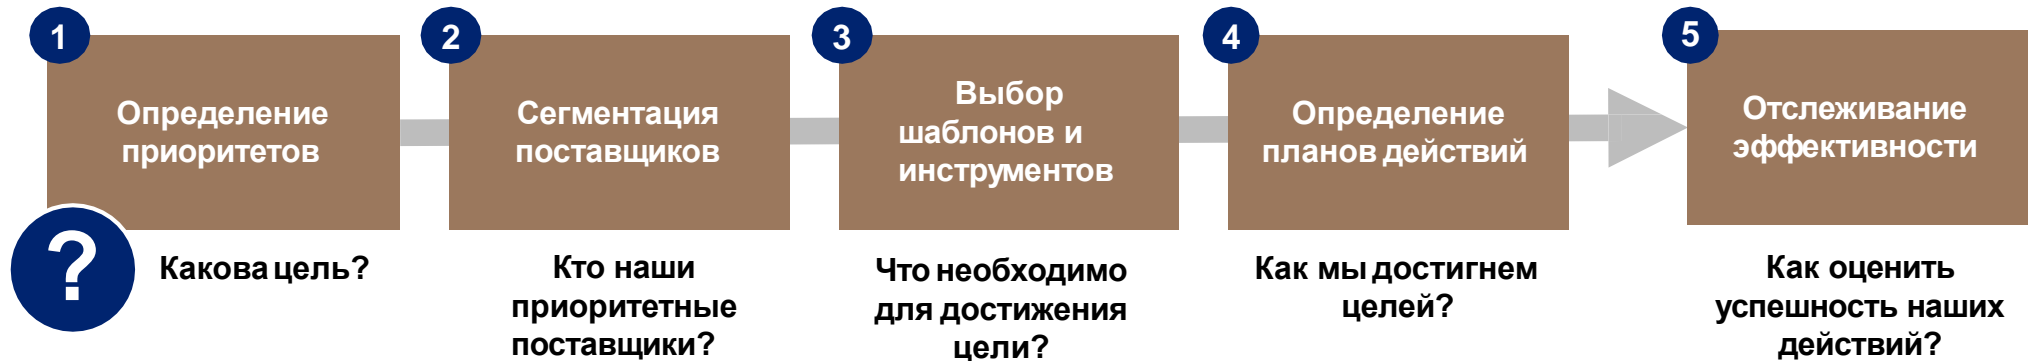 1
Определение
приоритетов
2
Сегментация
поставщиков
3
Выбор
шаблонов и
инструментов
4
Определение
планов действий
5
Отслеживание
эффективности
?
Какова цель?
Кто наши
приоритетные
поставщики?
Что необходимо
для достижения
цели?
Как мы достигнем
целей?
Как оценить
успешность наших
действий?